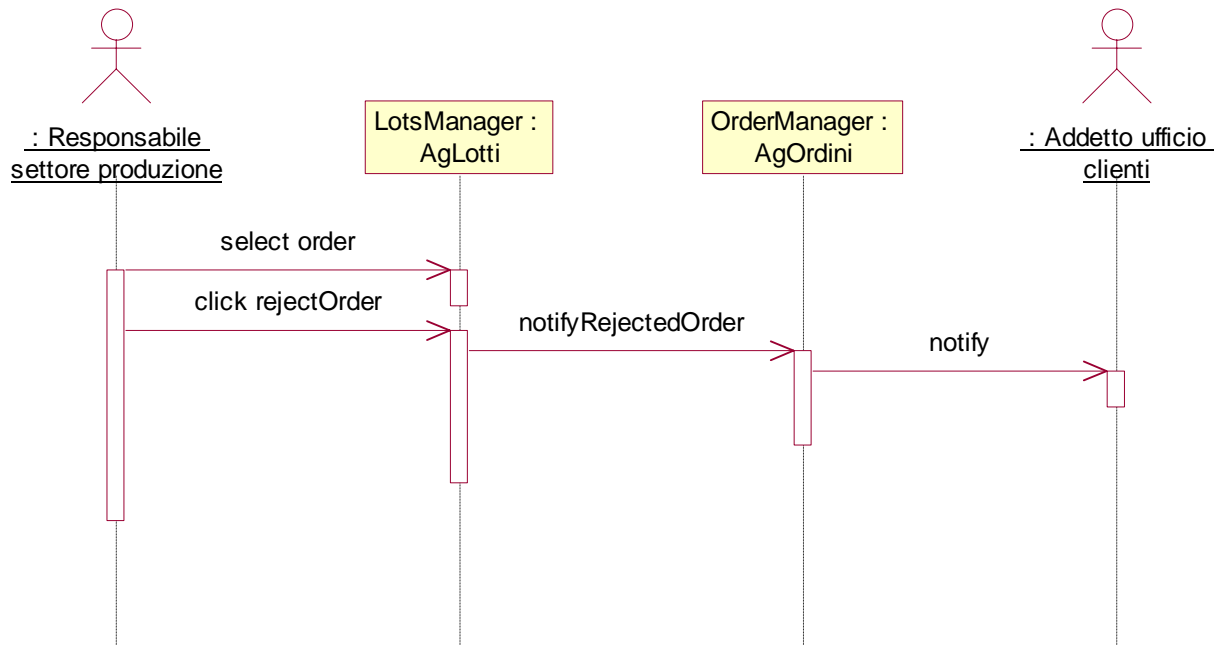 : Responsabile
settore produzione
LotsManager :
AgLotti
OrderManager :
AgOrdini
: Addetto ufficio
clienti
select order
click rejectOrder
notifyRejectedOrder
notify